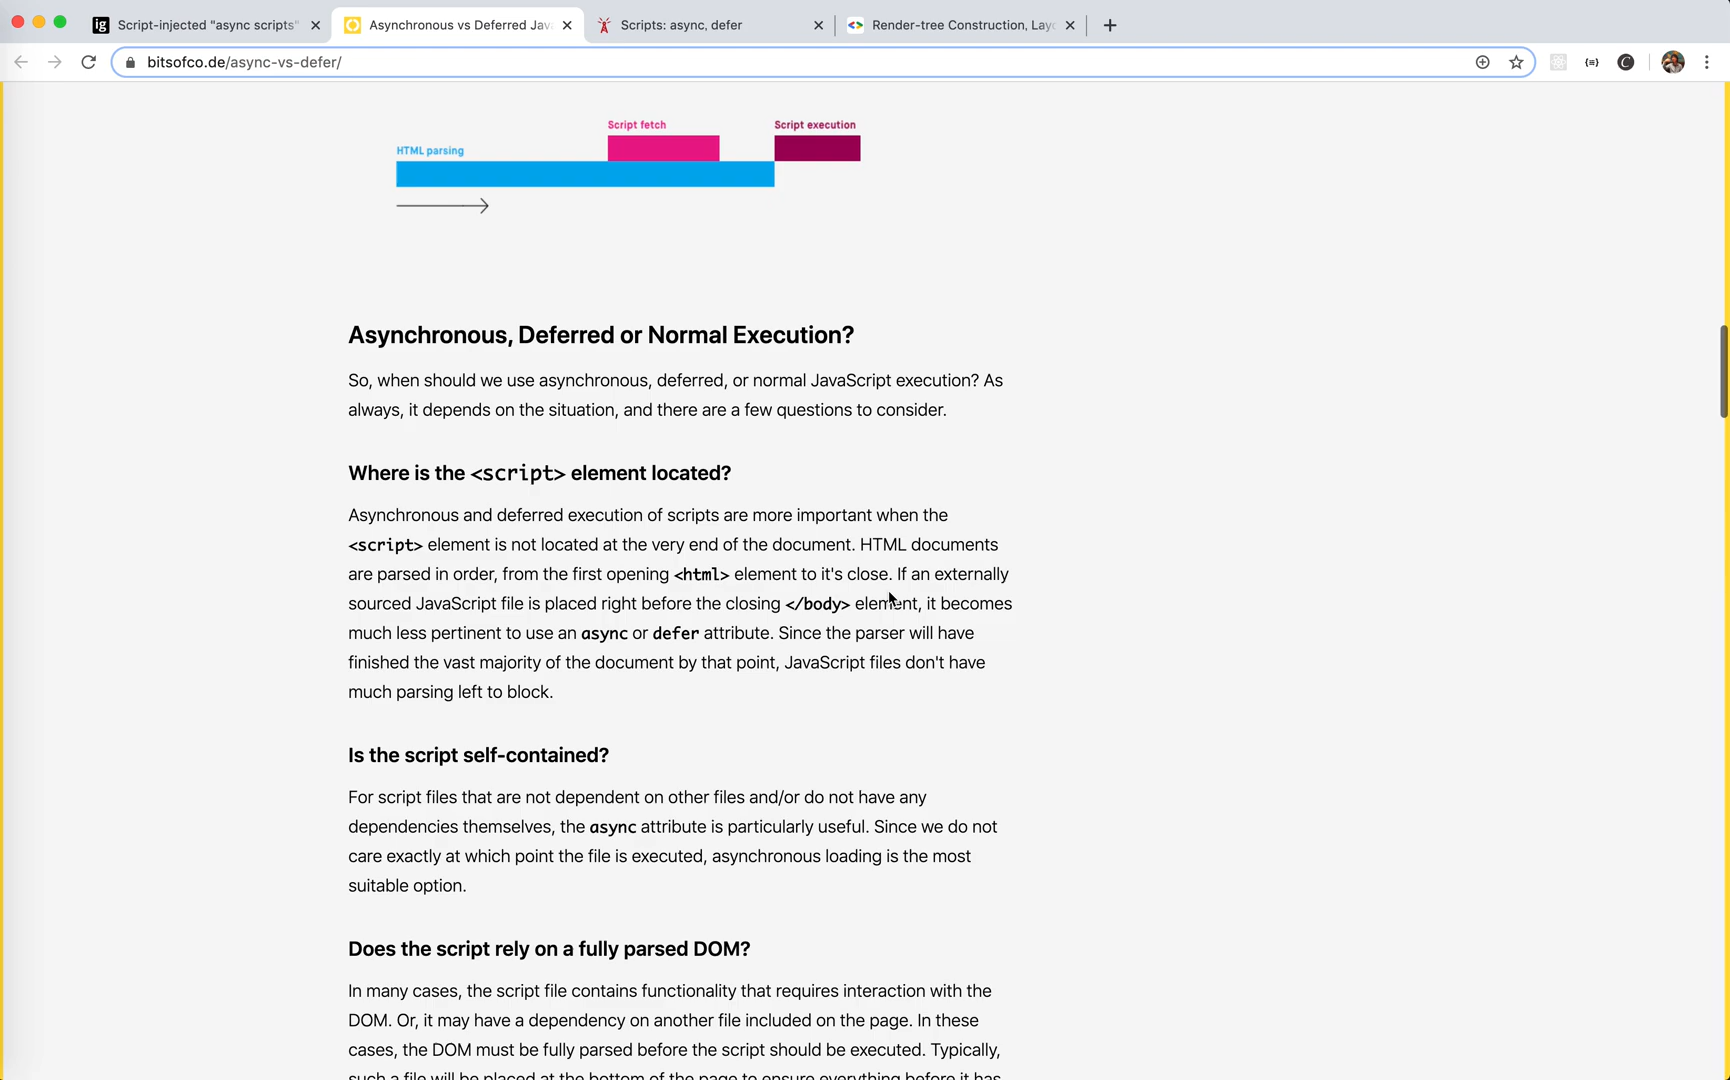 Script-injected "async scripts"
Asynchronous vs Deferred Jav
Scripts: async, defer
Render-tree Construction, Layo
bitsofco.de/async-vs-defer/
Script fetch
Script execution
HTML parsing
Asynchronous, Deferred or Normal Execution?
So, when should we use asynchronous, deferred, or normal JavaScript execution? As
always, it depends on the situation, and there are a few questions to consider.
Where is the <script> element located?
Asynchronous and deferred execution of scripts are more important when the
<script> element is not located at the very end of the document. HTML documents
are parsed in order, from the first opening <html> element to it's close. If an externally
sourced JavaScript file is placed right before the closing </body> element, it becomes
much less pertinent to use an async or defer attribute. Since the parser will have
finished the vast majority of the document by that point, JavaScript files don't have
much parsing left to block.
Is the script self-contained?
For script files that are not dependent on other files and/or do not have any
dependencies themselves, the async attribute is particularly useful. Since we do not
care exactly at which point the file is executed, asynchronous loading is the most
suitable option.
Does the script rely on a fully parsed DOM?
In many cases, the script file contains functionality that requires interaction with the
DOM. Or, it may have a dependency on another file included on the page. In these
cases, the DOM must be fully parsed before the script should be executed. Typically,
such a file will be placed at the bottom of the page to ensure everything before it has